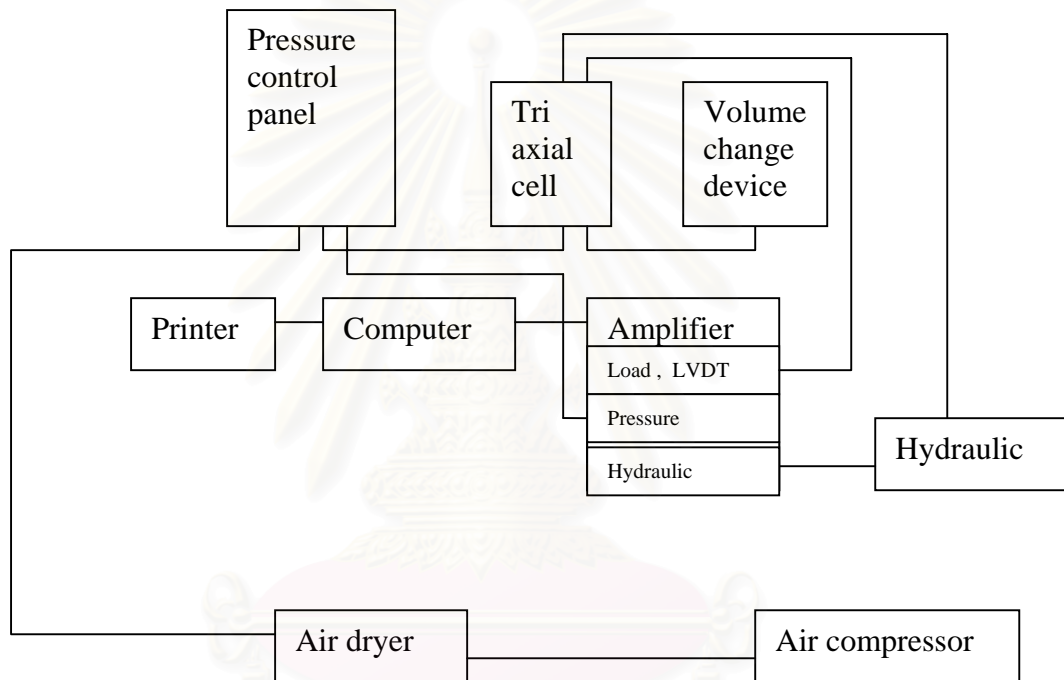 Pressure
control
panel
Tri
axial
cell
Volume
change
device
Printer
Computer
Amplifier
Load , LVDT
Pressure
Hydraulic
Hydraulic
Air dryer
Air compressor